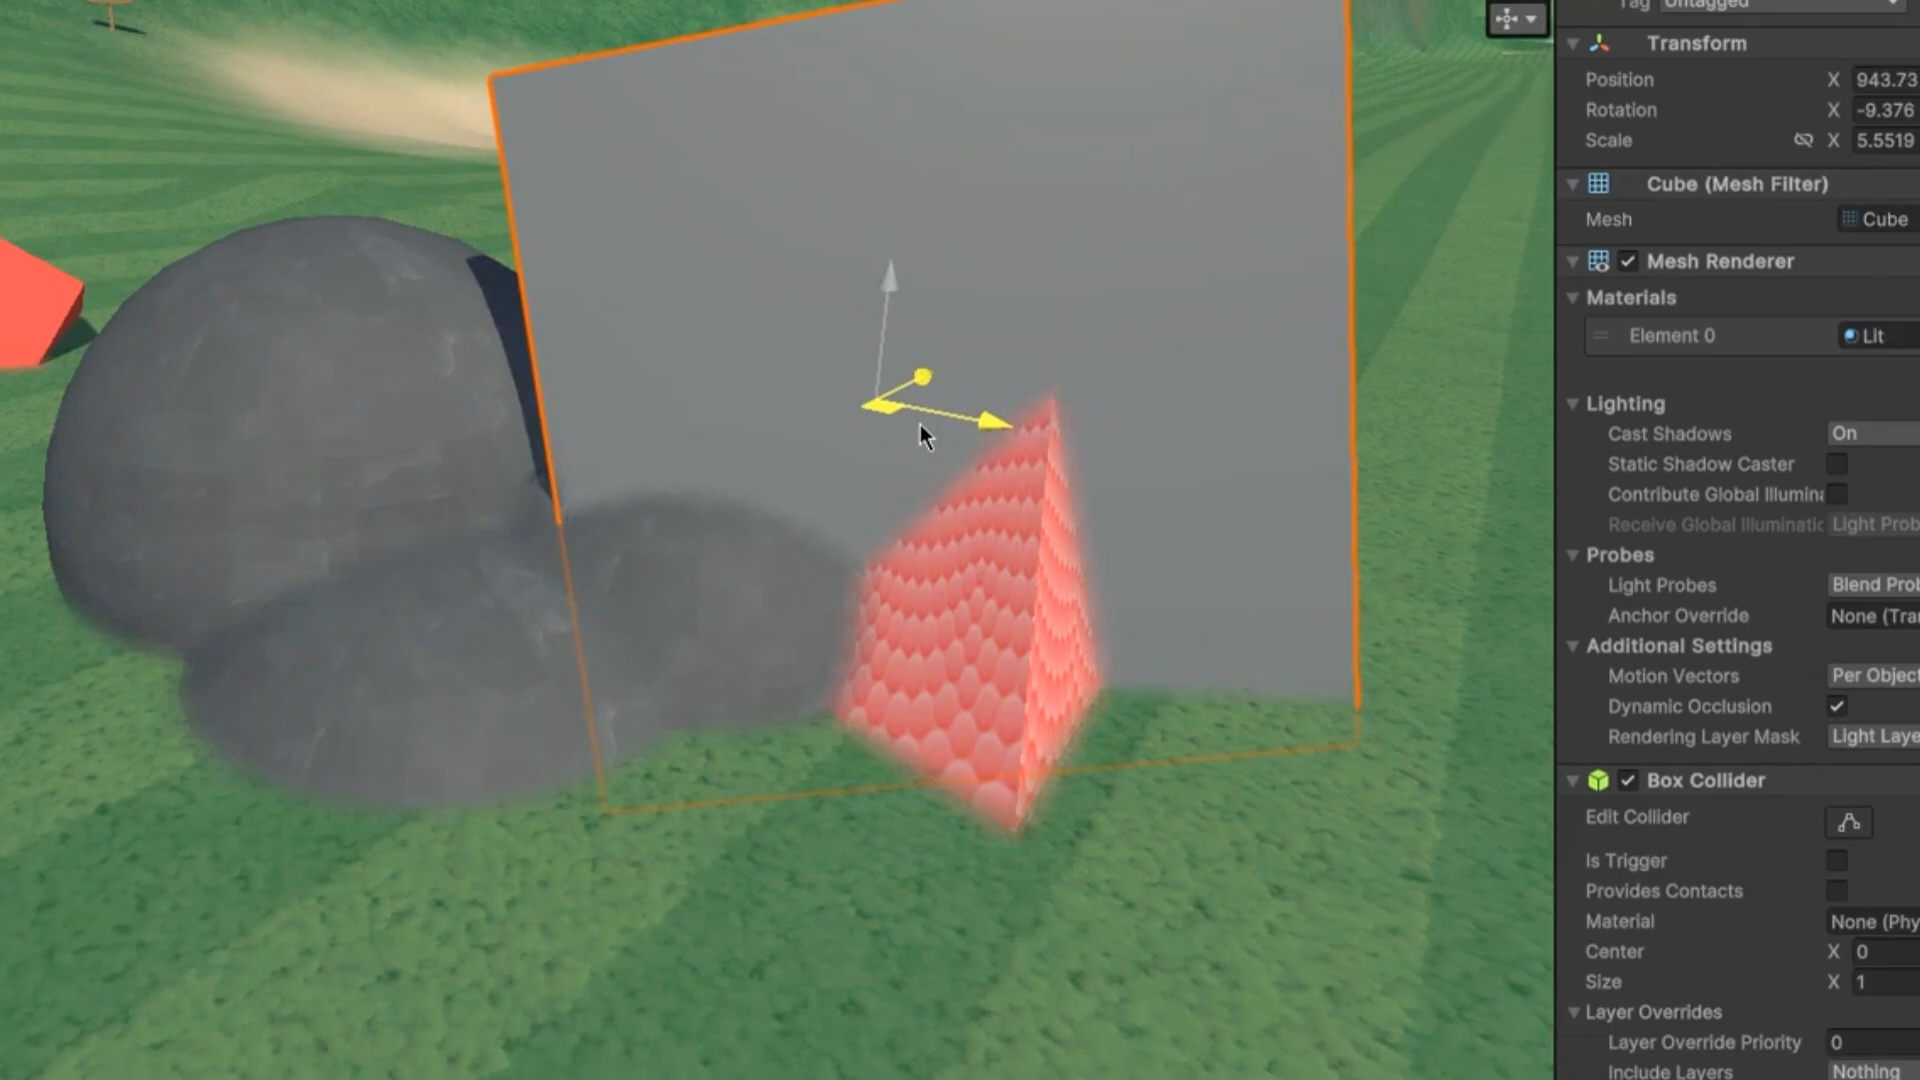 Tag Untagged
Transform
Position X 943.73
Rotation X -9.376
Scale X 5.5519
Cube (Mesh Filter)
Mesh Cube
Mesh Renderer
Materials
Element 0 Lit
Lighting
Cast Shadows On
Static Shadow Caster
Contribute Global Illumina
Receive Global Illuminatic Light Prob
Probes
Light Probes Blend Prob
Anchor Override None (Tran
Additional Settings
Motion Vectors Per Object
Dynamic Occlusion
Rendering Layer Mask Light Laye
Box Collider
Edit Collider
Is Trigger
Provides Contacts
Material None (Phy
Center X 0
Size X 1
Layer Overrides
Layer Override Priority 0
Include Layers Nothing